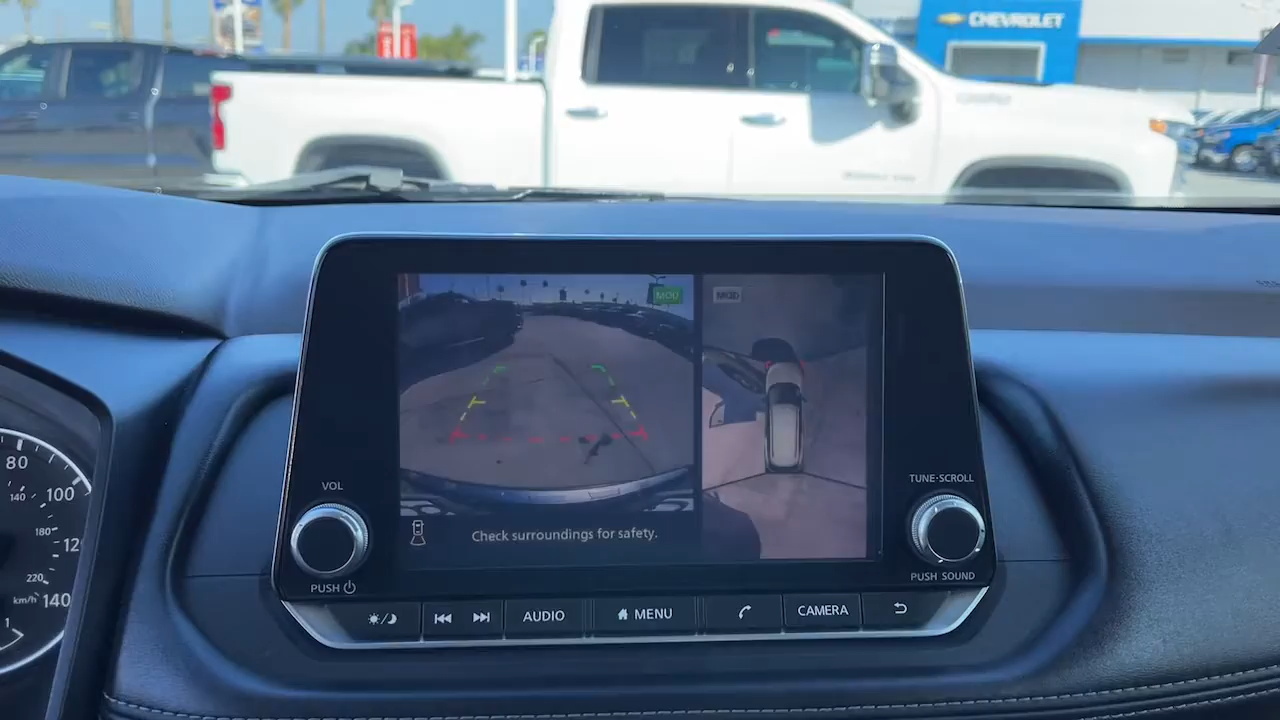 CHEVROLET
MOD
MOD
Check surroundings for safety.
VOL
PUSH
TUNE·SCROLL
PUSH SOUND
AUDIO
MENU
CAMERA
80
140
100
180
220
km/h 140